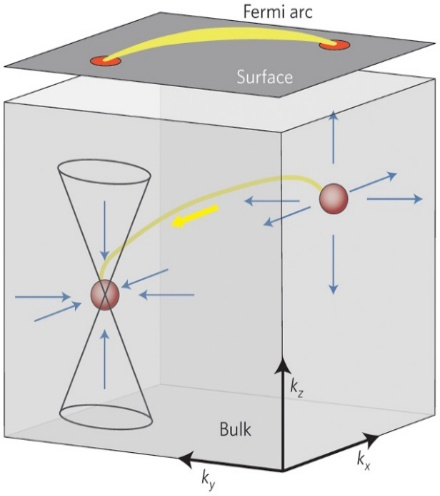 Fermi arc
Surface
Bulk
k_z
k_y
k_x